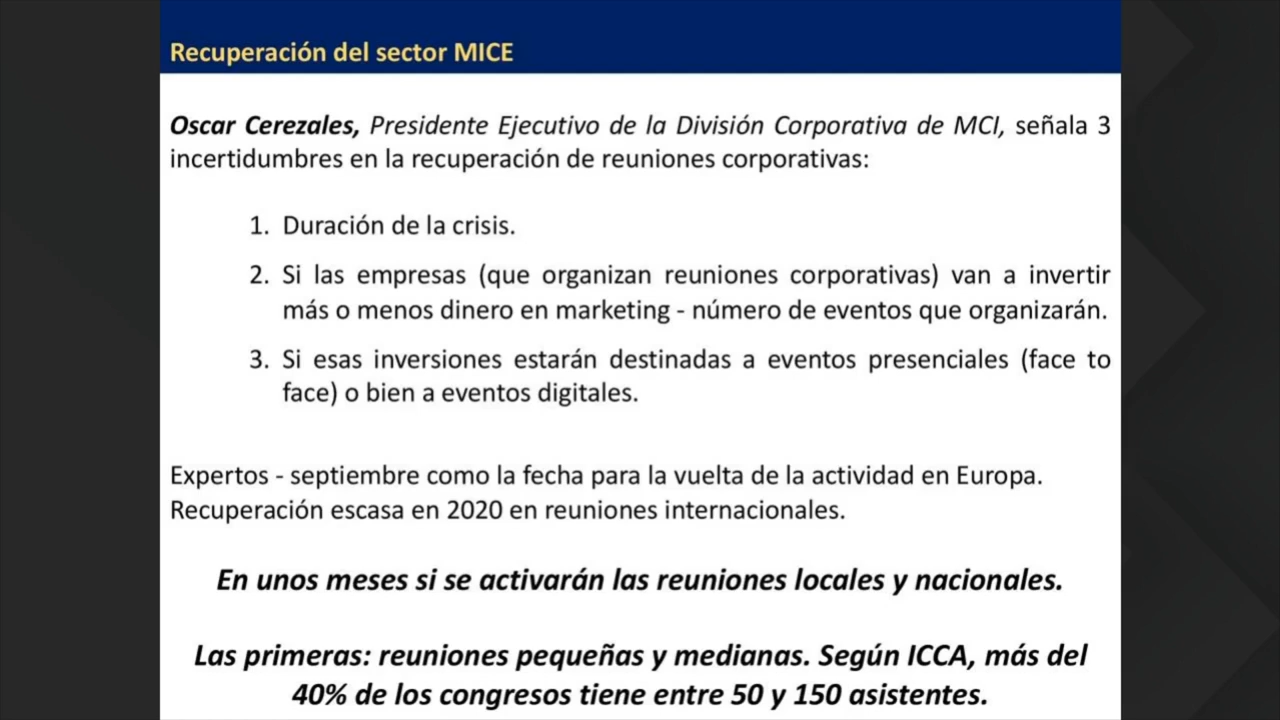 Recuperación del sector MICE
Oscar Cerezales, Presidente Ejecutivo de la División Corporativa de MCI, señala 3
incertidumbres en la recuperación de reuniones corporativas:
1. Duración de la crisis.
2. Si las empresas (que organizan reuniones corporativas) van a invertir
más o menos dinero en marketing - número de eventos que organizarán.
3. Si esas inversiones estarán destinadas a eventos presenciales (face to
face) o bien a eventos digitales.
Expertos - septiembre como la fecha para la vuelta de la actividad en Europa.
Recuperación escasa en 2020 en reuniones internacionales.
En unos meses si se activarán las reuniones locales y nacionales.
Las primeras: reuniones pequeñas y medianas. Según ICCA, más del
40% de los congresos tiene entre 50 y 150 asistentes.